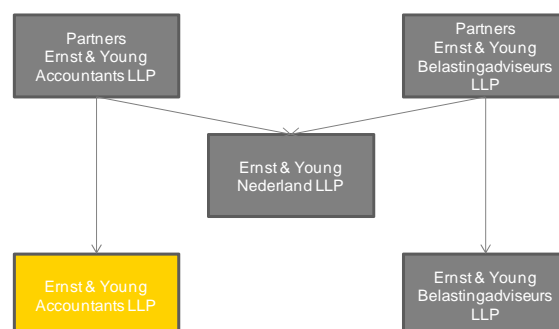 Partners
Ernst & Young
Accountants LLP
Partners
Ernst & Young
Belastingadviseurs
LLP
Ernst & Young
Nederland LLP
Ernst & Young
Accountants LLP
Ernst & Young
Belastingadviseurs
LLP